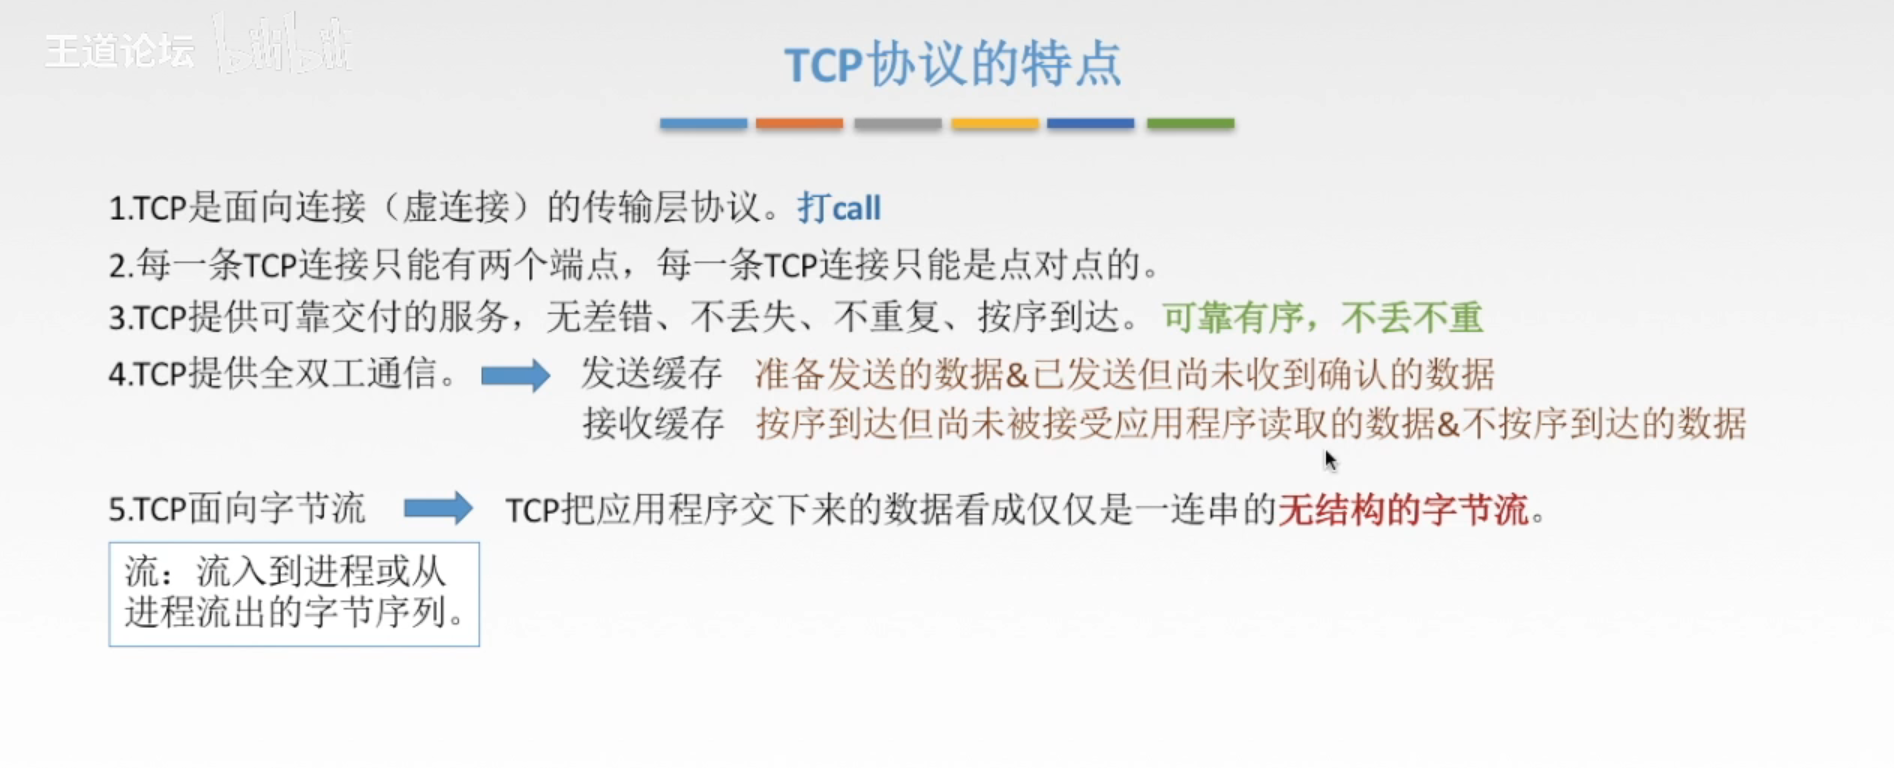 王道论坛 bilibili
TCP协议的特点
1.TCP是面向连接（虚连接）的传输层协议。打call
2.每一条TCP连接只能有两个端点，每一条TCP连接只能是点对点的。
3.TCP提供可靠交付的服务，无差错、不丢失、不重复、按序到达。 可靠有序，不丢不重
4.TCP提供全双工通信。 发送缓存 准备发送的数据&已发送但尚未收到确认的数据
接收缓存 按序到达但尚未被接受应用程序读取的数据&不按序到达的数据
5.TCP面向字节流 TCP把应用程序交下来的数据看成仅仅是一连串的无结构的字节流。
流：流入到进程或从
进程流出的字节序列。